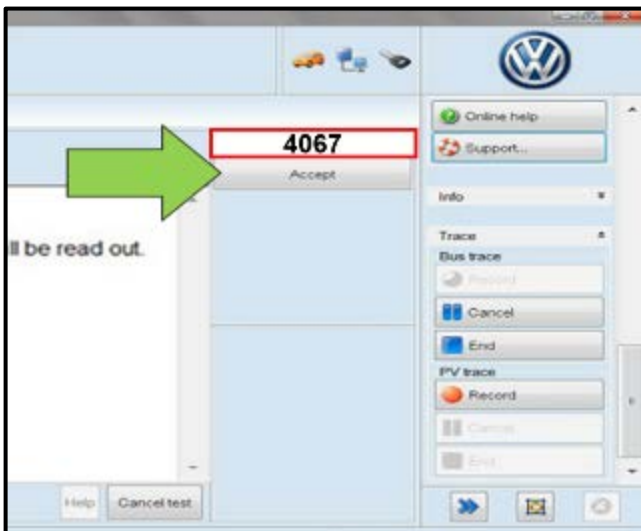 4067
Accept
ll be read out.
Help
Cancel test
Online help
Support...
Info
Trace
Bus trace
Record
Cancel
End
PV trace
Record
Cancel
End